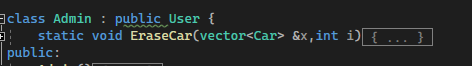 class Admin : public User {
static void EraseCar(vector<Car> &x,int i){ ... }
public: